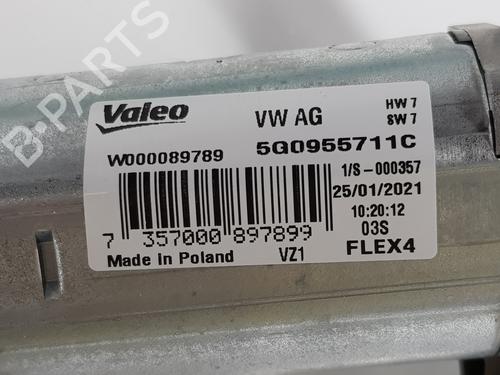 Valeo
VW AG
HW 7
SW 7
W000089789
5G0955711C
1/S-000357
25/01/2021
10:20:12
03S
7 357000 897899
Made in Poland
VZ1
FLEX4
B-PARTS